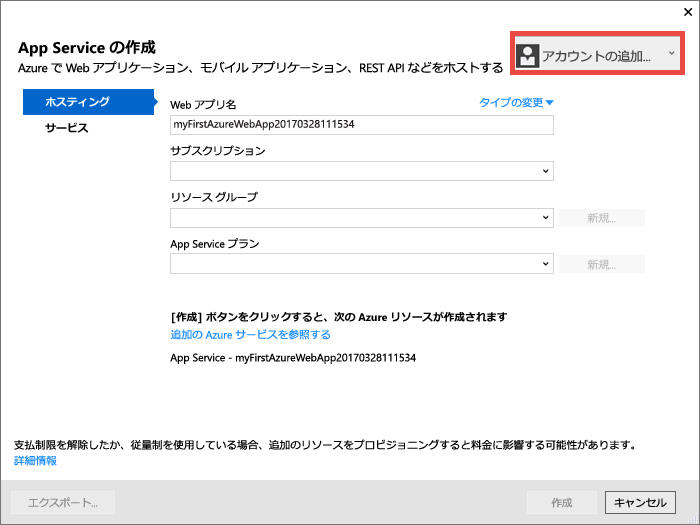 App Service の作成
Azure で Web アプリケーション、モバイル アプリケーション、REST API などをホストする
アカウントの追加...
ホスティング
サービス
Web アプリ名
タイプの変更
myFirstAzureWebApp20170328111534
サブスクリプション
リソース グループ
新規...
App Service プラン
新規...
[作成] ボタンをクリックすると、次の Azure リソースが作成されます
追加の Azure サービスを参照する
App Service - myFirstAzureWebApp20170328111534
支払制限を解除したか、従量制を使用している場合、追加のリソースをプロビジョニングすると料金に影響する可能性があります。
詳細情報
エクスポート...
作成
キャンセル